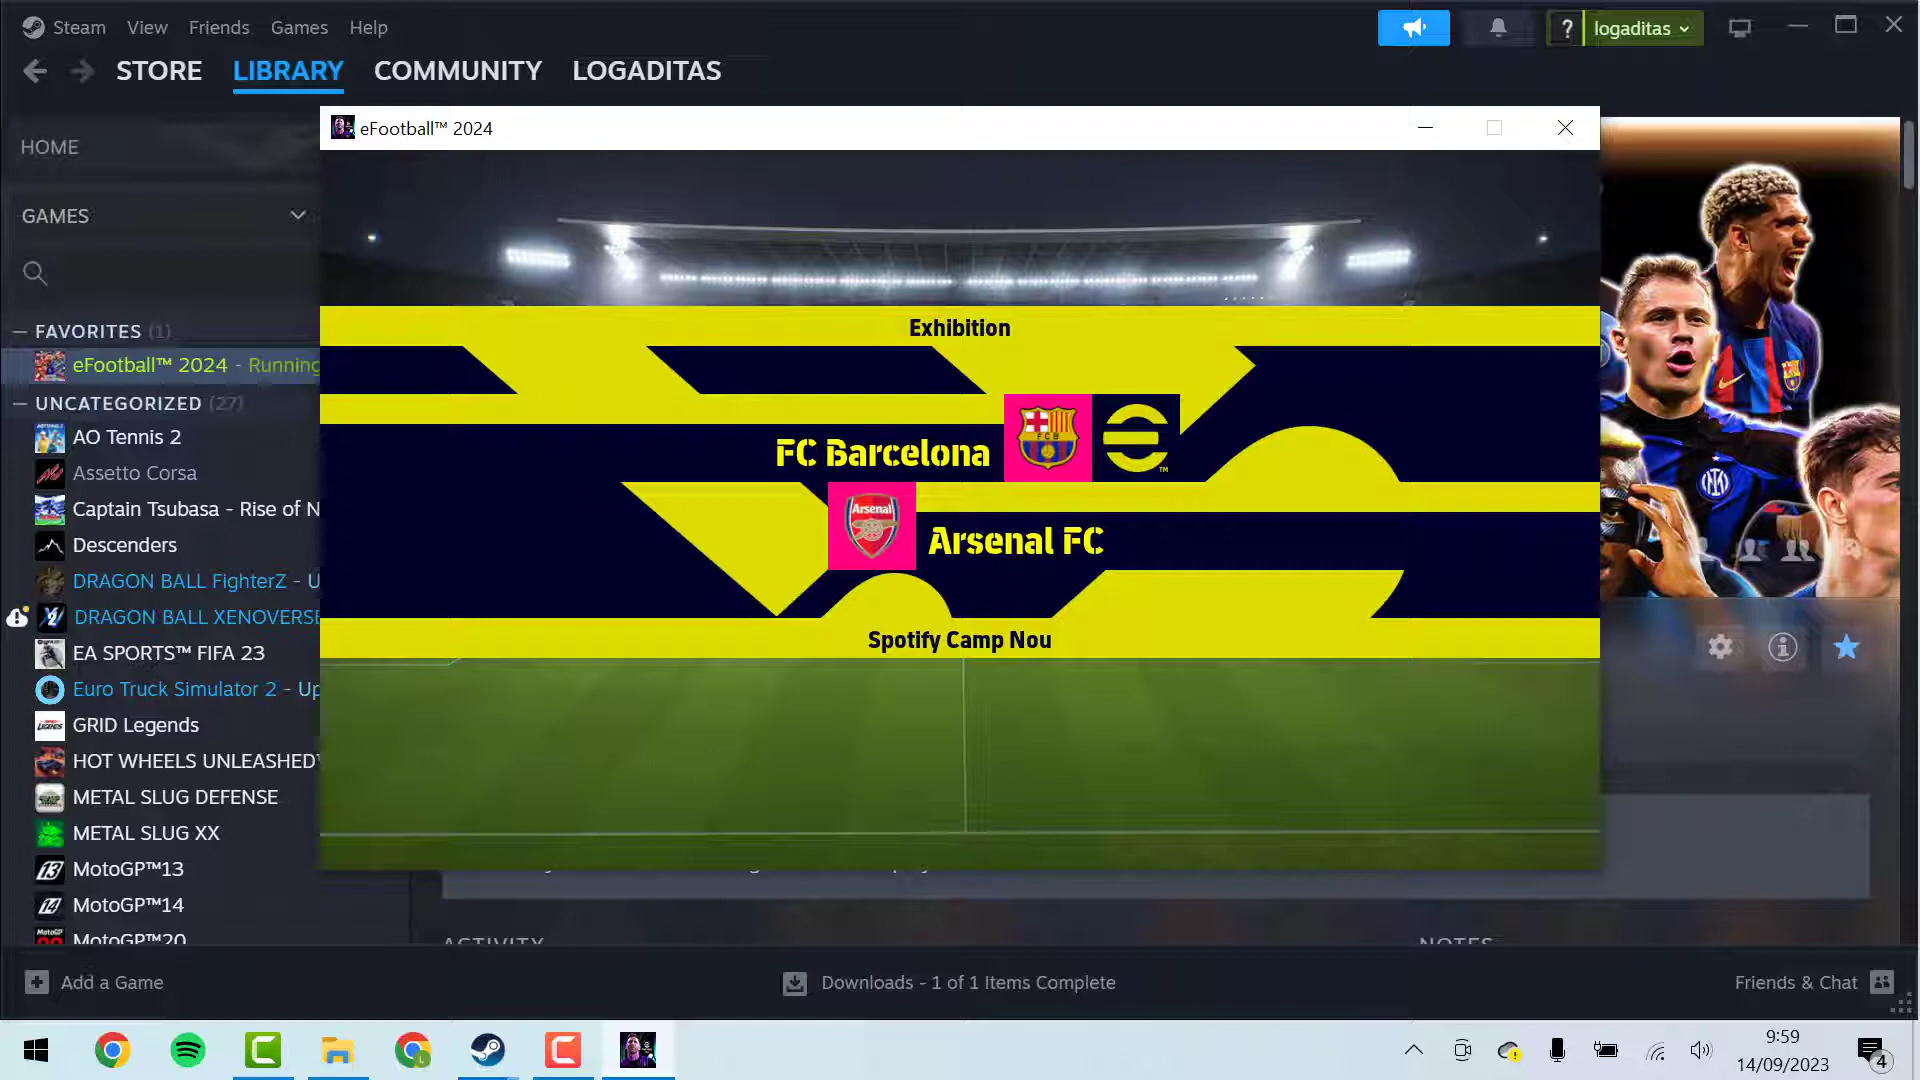 Steam View Friends Games Help
? logaditas
STORE LIBRARY COMMUNITY LOGADITAS
eFootball™ 2024
HOME
GAMES
FAVORITES (1)
eFootball™ 2024 - Running
UNCATEGORIZED (27)
AO Tennis 2
Assetto Corsa
Captain Tsubasa - Rise of N
Descenders
DRAGON BALL FighterZ - U
DRAGON BALL XENOVERSE
EA SPORTS™ FIFA 23
Euro Truck Simulator 2 - Up
GRID Legends
HOT WHEELS UNLEASHED™
METAL SLUG DEFENSE
METAL SLUG XX
MotoGP™13
MotoGP™14
MotoGP™20
Exhibition
FC Barcelona
FCB
Arsenal
Arsenal FC
Spotify Camp Nou
ACTIVITY
NOTES
Add a Game
Downloads - 1 of 1 Items Complete
Friends & Chat
9:59
14/09/2023
4